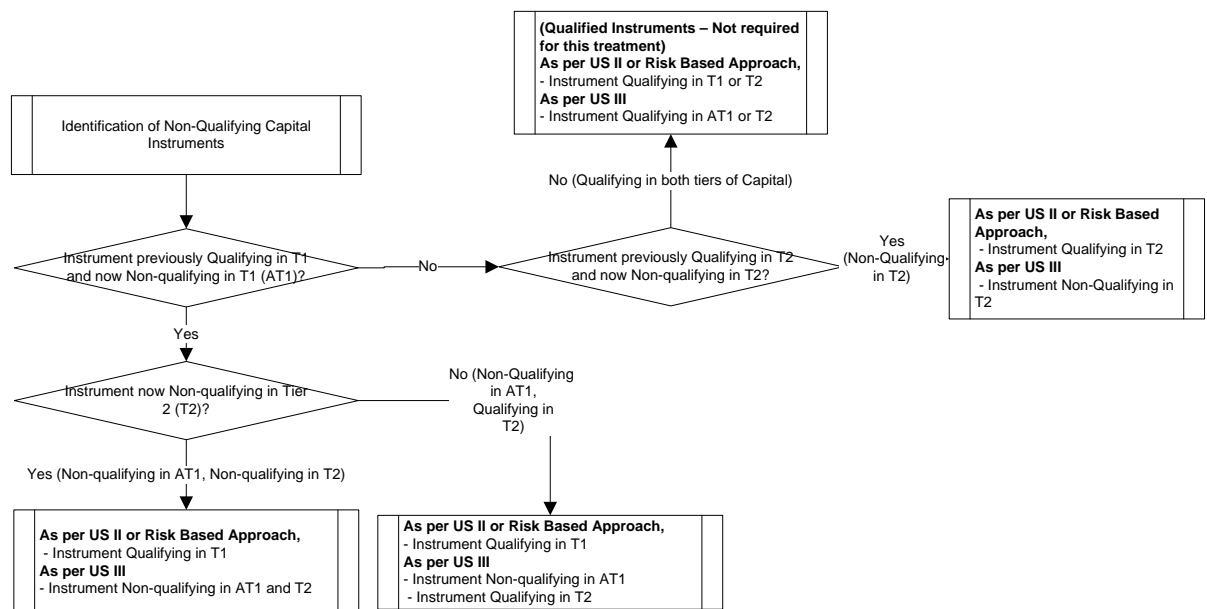 (Qualified Instruments – Not required
for this treatment)
As per US II or Risk Based Approach,
- Instrument Qualifying in T1 or T2
As per US III
- Instrument Qualifying in AT1 or T2
Identification of Non-Qualifying Capital
Instruments
No (Qualifying in both tiers of Capital)
Instrument previously Qualifying in T1
and now Non-qualifying in T1 (AT1)?
No
Instrument previously Qualifying in T2
and now Non-qualifying in T2?
Yes
(Non-Qualifying
in T2)
As per US II or Risk Based
Approach,
- Instrument Qualifying in T2
As per US III
- Instrument Non-Qualifying in
T2
Yes
Instrument now Non-qualifying in Tier
2 (T2)?
No (Non-Qualifying
in AT1,
Qualifying in
T2)
Yes (Non-qualifying in AT1, Non-qualifying in T2)
As per US II or Risk Based Approach,
- Instrument Qualifying in T1
As per US III
- Instrument Non-qualifying in AT1 and T2
As per US II or Risk Based Approach,
- Instrument Qualifying in T1
As per US III
- Instrument Non-qualifying in AT1
- Instrument Qualifying in T2